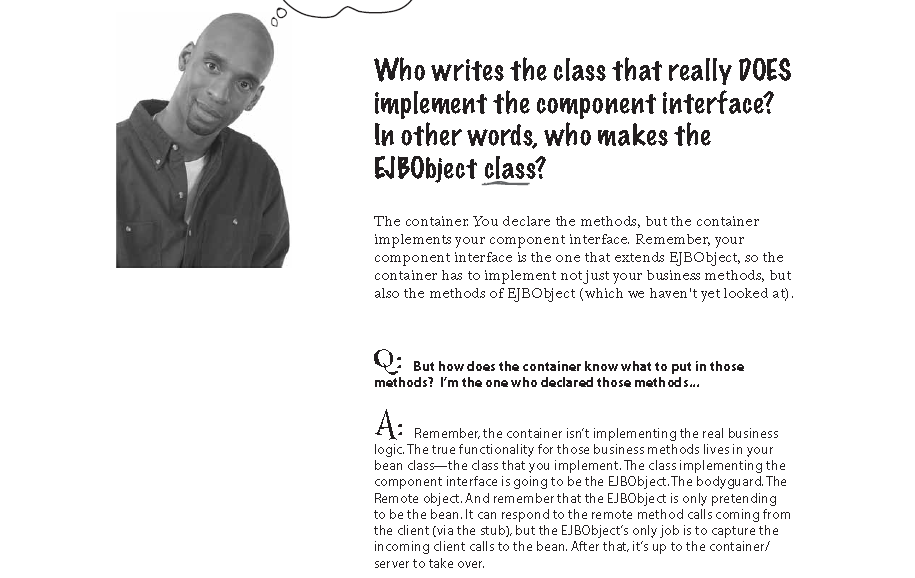 Who writes the class that really DOES
implement the component interface?
In other words, who makes the
EJBObject class?
The container. You declare the methods, but the container
implements your component interface. Remember, your
component interface is the one that extends EJBObject, so the
container has to implement not just your business methods, but
also the methods of EJBObject (which we haven't yet looked at).
Q: But how does the container know what to put in those
methods? I'm the one who declared those methods...
A: Remember, the container isn't implementing the real business
logic. The true functionality for those business methods lives in your
bean class—the class that you implement. The class implementing the
component interface is going to be the EJBObject. The bodyguard. The
Remote object. And remember that the EJBObject is only pretending
to be the bean. It can respond to the remote method calls coming from
the client (via the stub), but the EJBObject's only job is to capture the
incoming client calls to the bean. After that, it's up to the container/
server to take over.